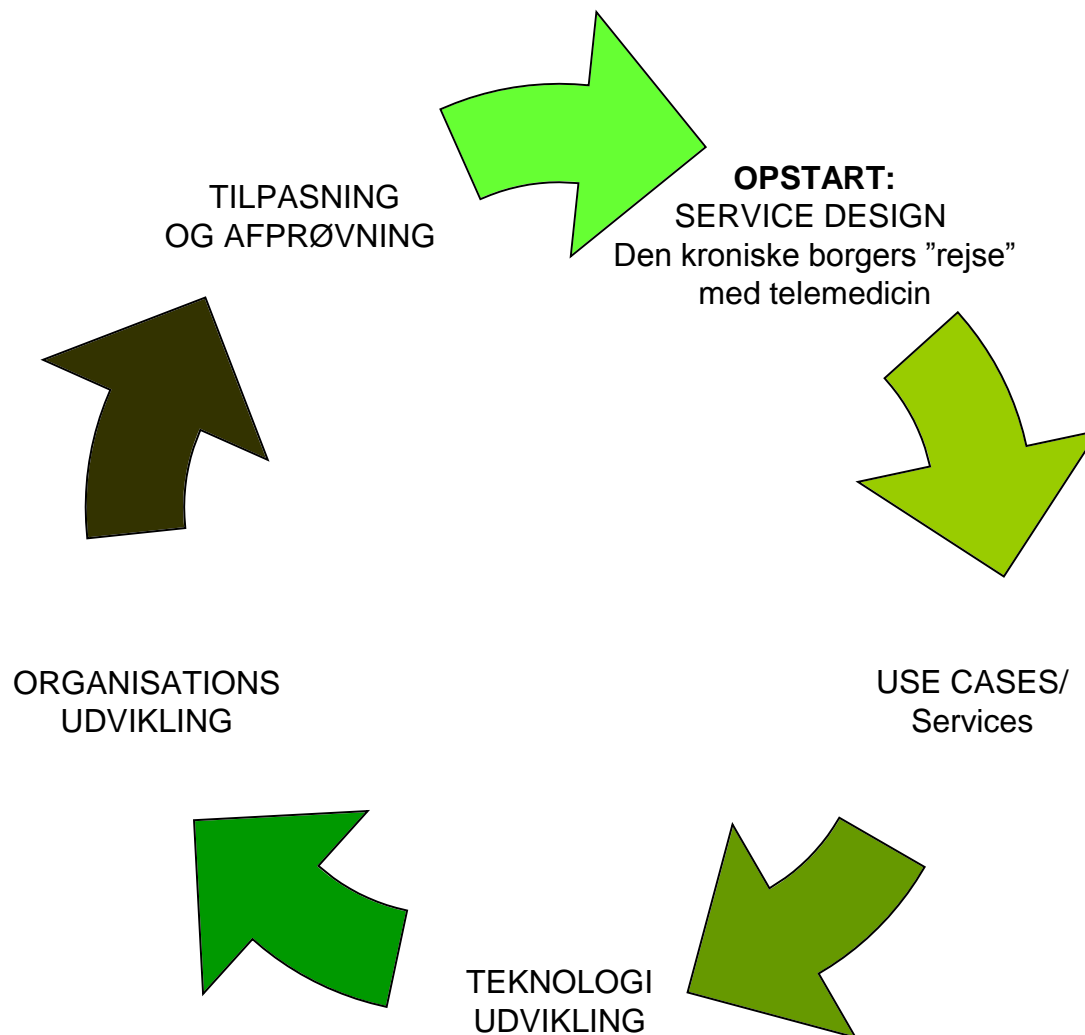 OPSTART:
SERVICE DESIGN
Den kroniske borgers ”rejse”
med telemedicin
USE CASES/
Services
TEKNOLOGI
UDVIKLING
ORGANISATIONS
UDVIKLING
TILPASNING
OG AFPRØVNING